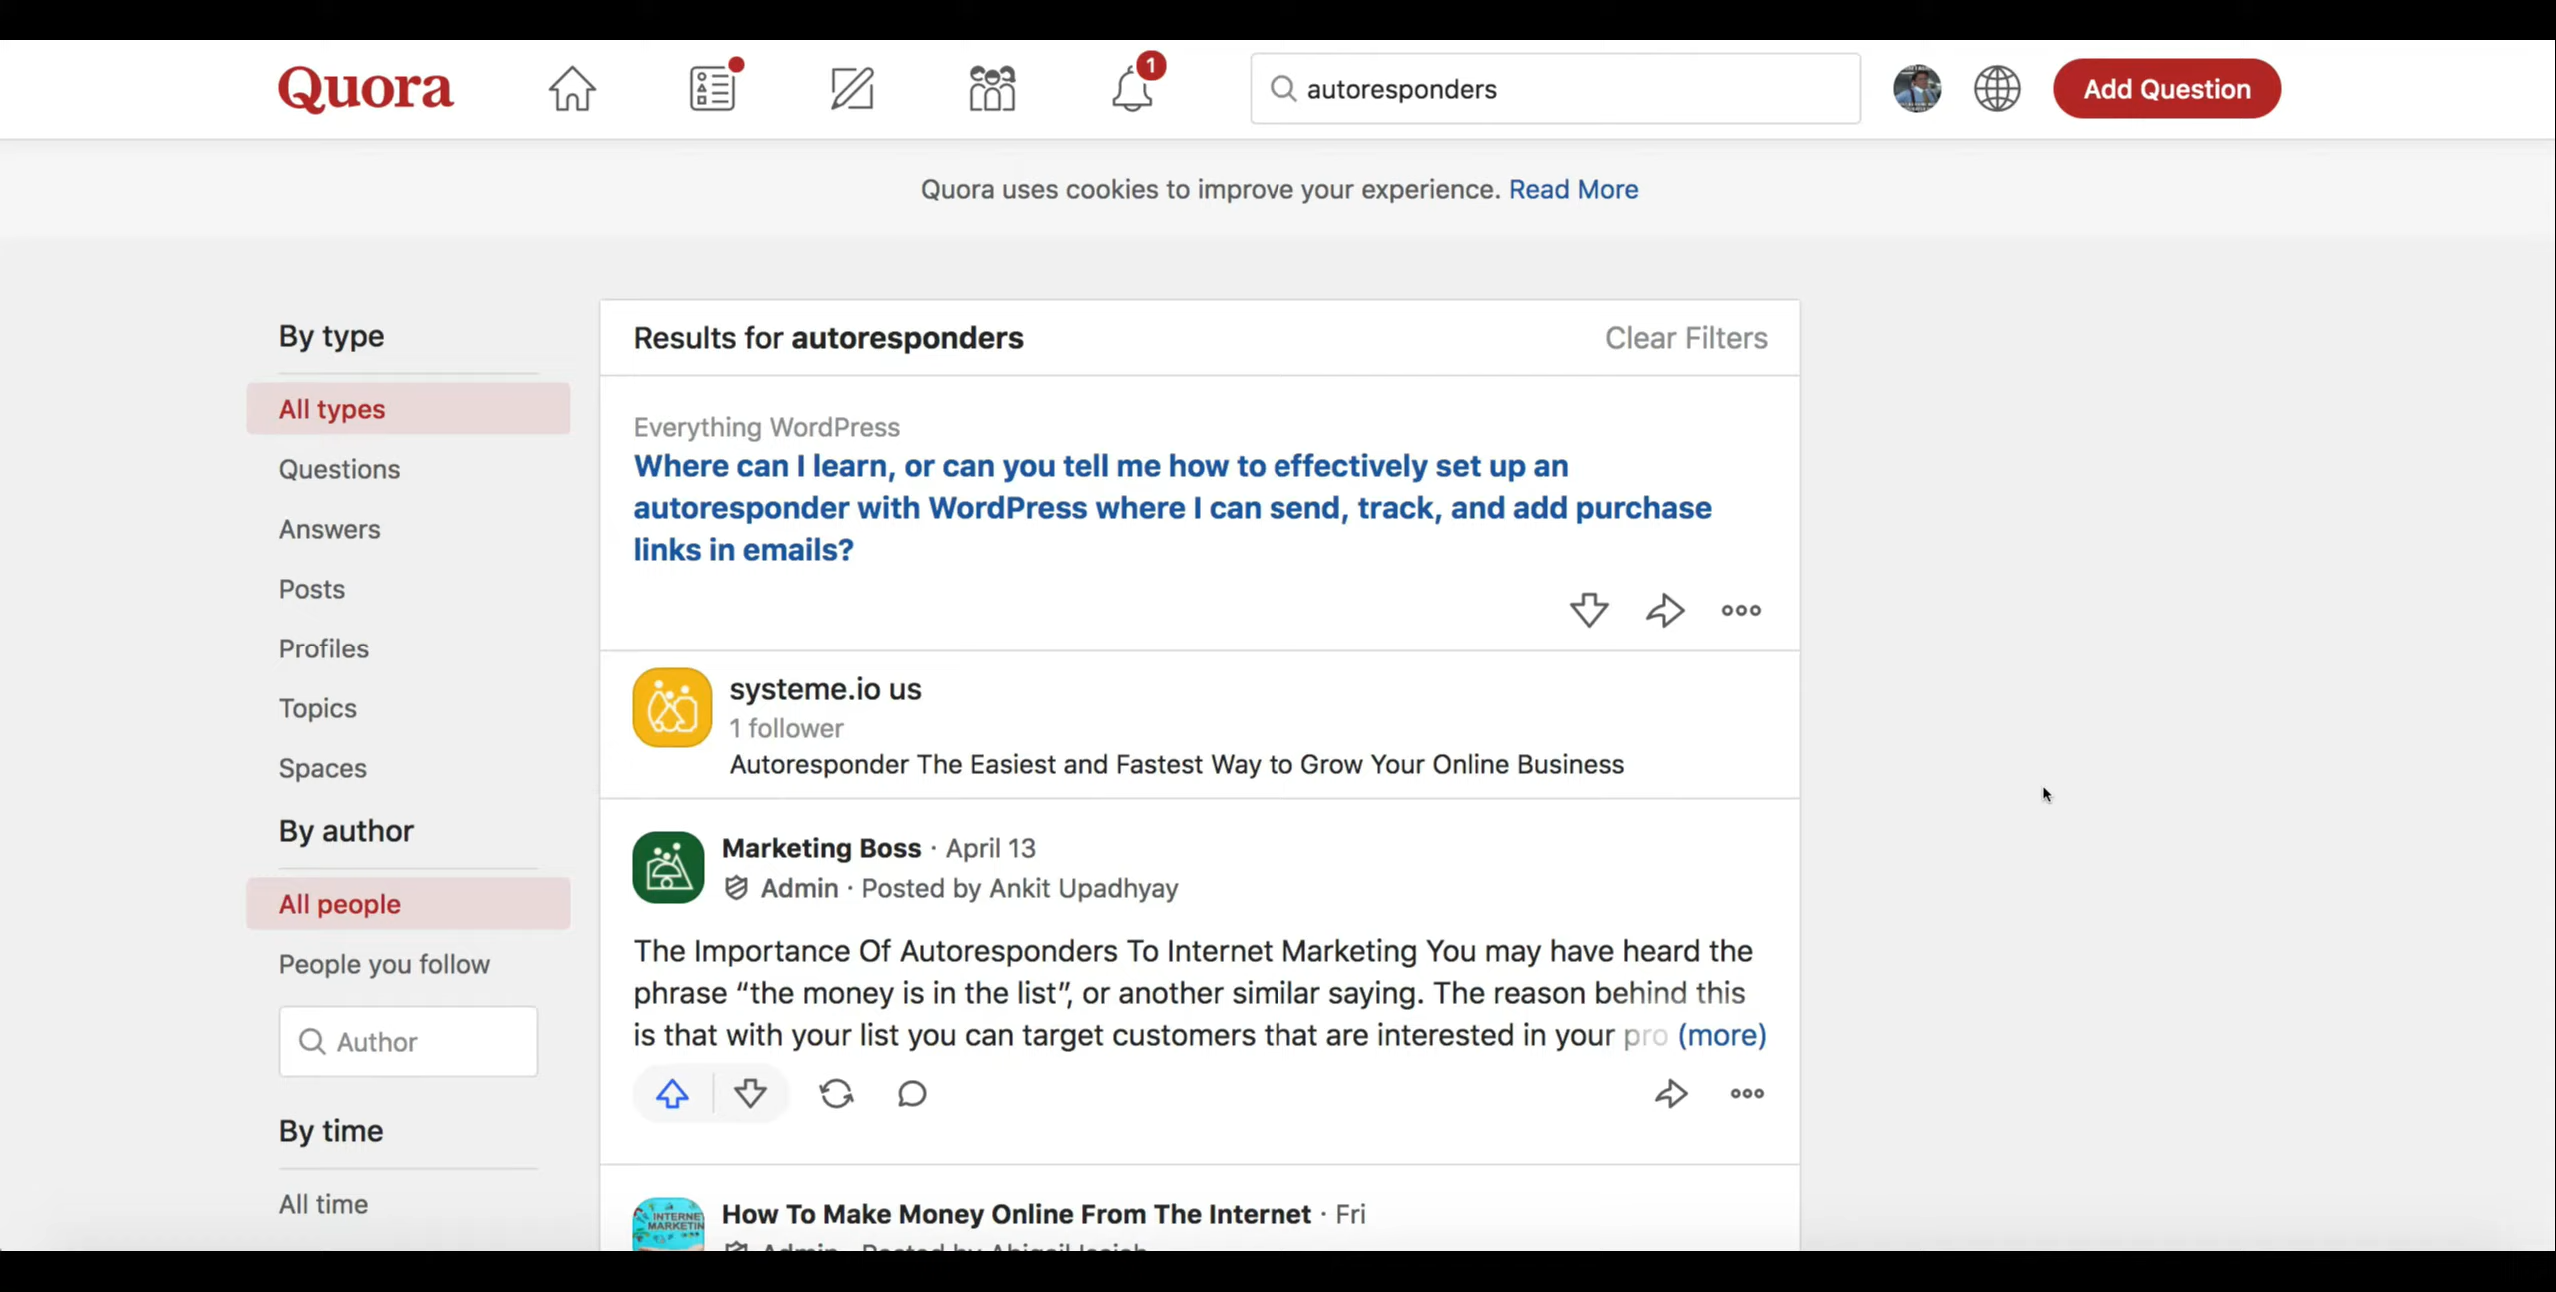 Quora
1
autoresponders
Add Question
Quora uses cookies to improve your experience. Read More
By type
All types
Questions
Answers
Posts
Profiles
Topics
Spaces
By author
All people
People you follow
Author
By time
All time
Results for autoresponders
Clear Filters
Everything WordPress
Where can I learn, or can you tell me how to effectively set up an
autoresponder with WordPress where I can send, track, and add purchase
links in emails?
systeme.io us
1 follower
Autoresponder The Easiest and Fastest Way to Grow Your Online Business
Marketing Boss · April 13
Admin · Posted by Ankit Upadhyay
The Importance Of Autoresponders To Internet Marketing You may have heard the
phrase “the money is in the list”, or another similar saying. The reason behind this
is that with your list you can target customers that are interested in your pro (more)
INTERNET
MARKETIN
How To Make Money Online From The Internet · Fri
Admin · Posted by Abigail